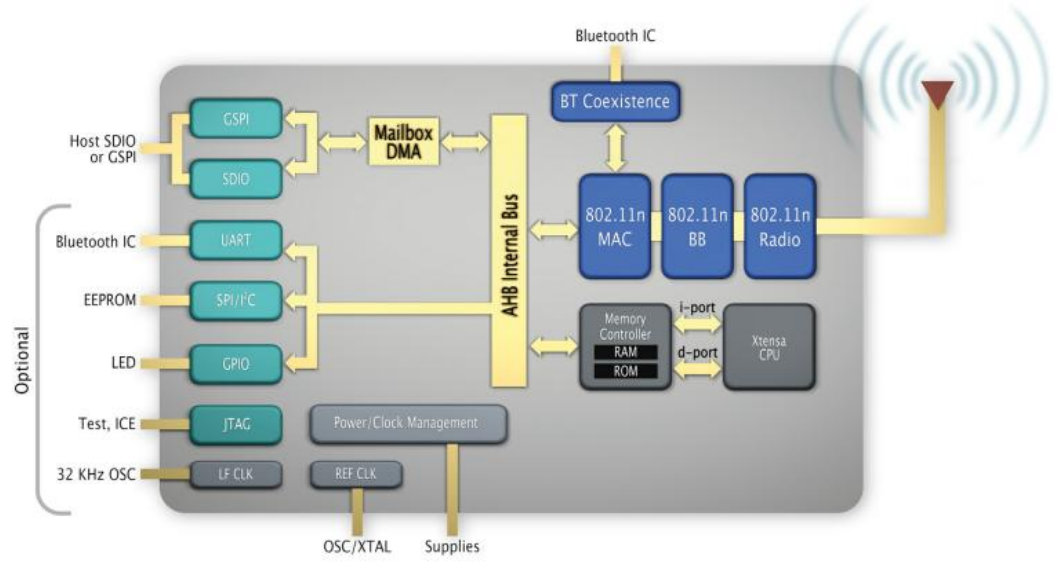 Bluetooth IC
BT Coexistence
GSPI
Host SDIO
or GSPI
Mailbox
DMA
SDIO
AHB Internal Bus
802.11n
MAC
802.11n
BB
802.11n
Radio
Optional
Bluetooth IC
UART
EEPROM
SPI/I²C
LED
GPIO
Memory
Controller
RAM
ROM
i-port
d-port
Xtensa
CPU
Test, ICE
JTAG
Power/Clock Management
32 KHz OSC
LF CLK
REF CLK
OSC/XTAL
Supplies